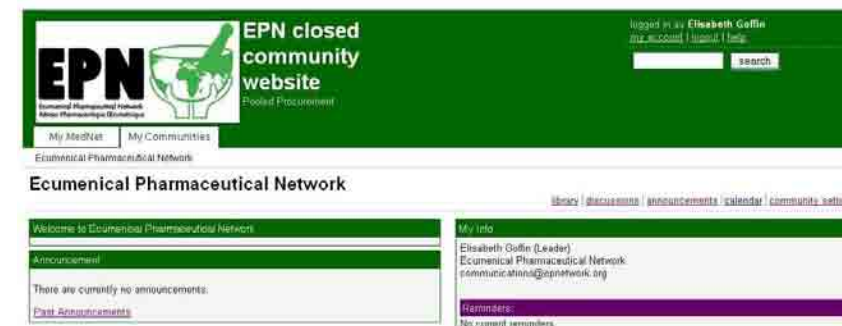 EPN closed
community
website
Pooled Procurement
EPN
Ecumenical Pharmaceutical Network
Réseau Pharmaceutique Œcuménique
logged in as Elisabeth Goffin
my account | logout | help
search
My MedNet My Communities
Ecumenical Pharmaceutical Network
Ecumenical Pharmaceutical Network
library | discussions | announcements | calendar | community setti
Welcome to Ecumenical Pharmaceutical Network
Announcement
There are currently no announcements.
Past Announcements
My Info
Elisabeth Goffin (Leader)
Ecumenical Pharmaceutical Network
communications@epnetwork.org
Reminders:
No current reminders.